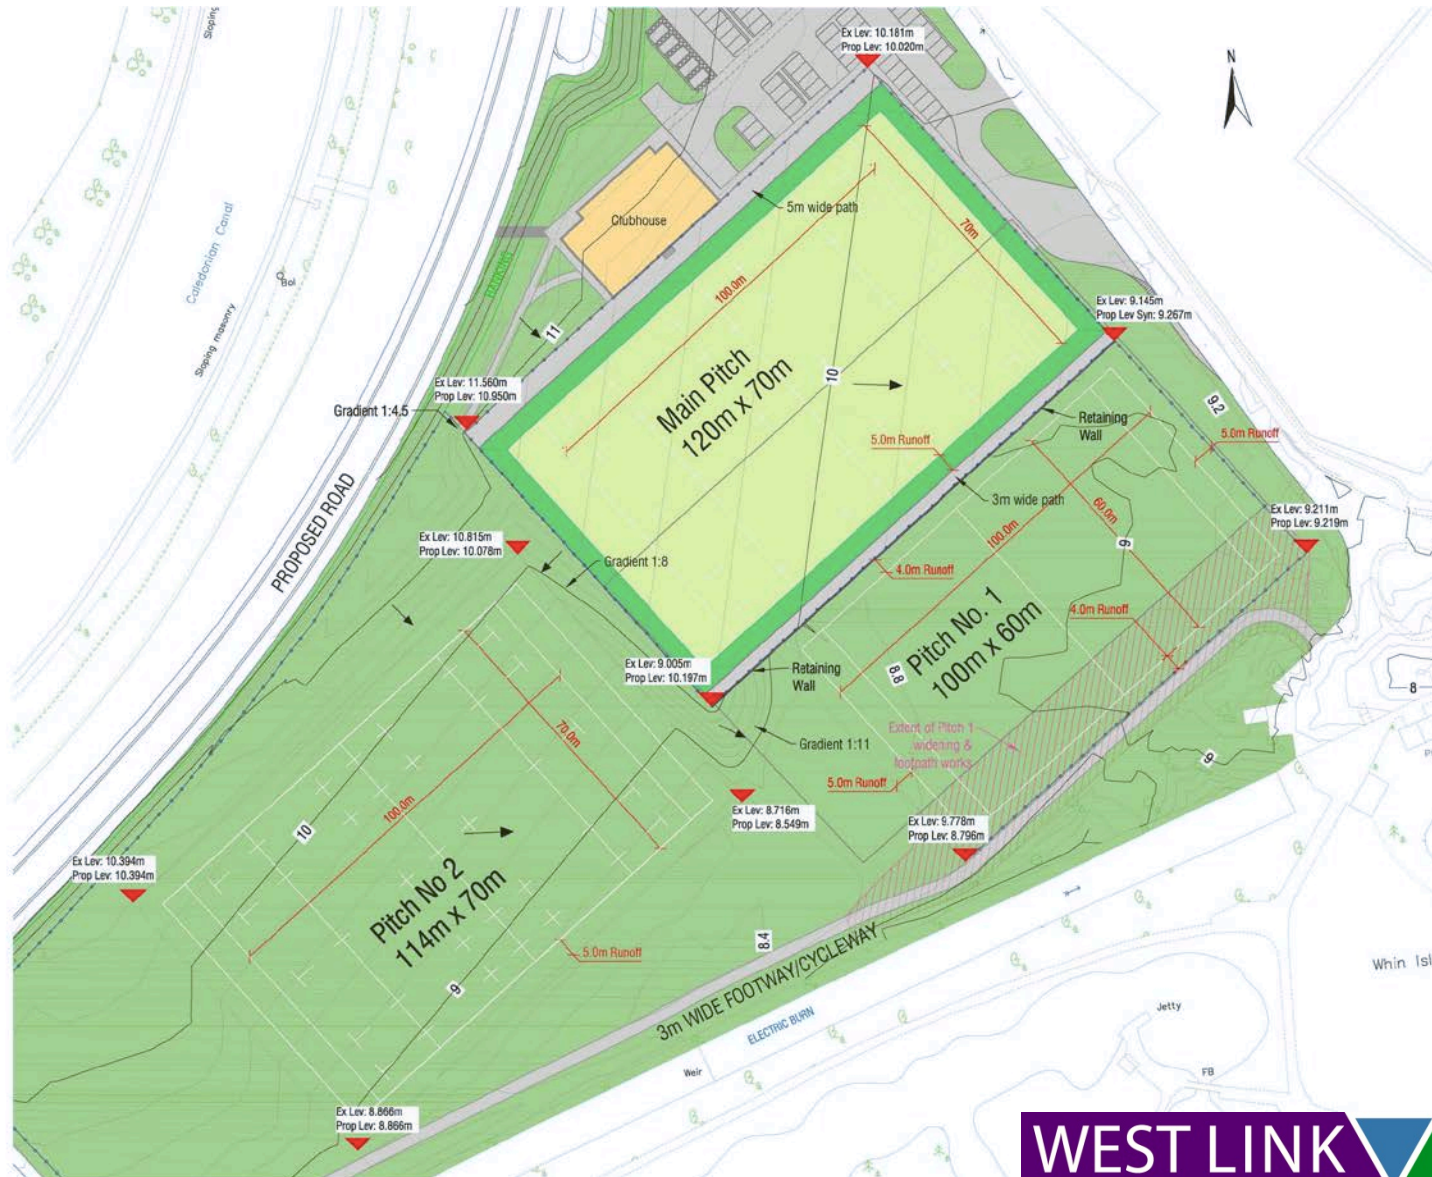 Sloping
Ex Lev: 10.181m
Prop Lev: 10.020m
N
Caledonian Canal
Sloping masonry
Bol
Clubhouse
5m wide path
BANKING
11
100.0m
70m
Ex Lev: 9.145m
Prop Lev Syn: 9.267m
Ex Lev: 11.560m
Prop Lev: 10.950m
Gradient 1:4.5
Main Pitch
120m x 70m
10
9.2
Retaining
Wall
5.0m Runoff
5.0m Runoff
PROPOSED ROAD
3m wide path
60.0m
100.0m
9
Ex Lev: 9.211m
Prop Lev: 9.219m
Ex Lev: 10.815m
Prop Lev: 10.078m
Gradient 1:8
4.0m Runoff
4.0m Runoff
Pitch No. 1
100m x 60m
8.8
Ex Lev: 9.005m
Prop Lev: 10.197m
Retaining
Wall
8
70.0m
Gradient 1:11
Extent of Pitch 1
widening &
footpath works
9
5.0m Runoff
100.0m
10
Ex Lev: 8.716m
Prop Lev: 8.549m
Ex Lev: 9.778m
Prop Lev: 8.796m
Ex Lev: 10.394m
Prop Lev: 10.394m
Pitch No 2
114m x 70m
5.0m Runoff
8.4
9
3m WIDE FOOTWAY/CYCLEWAY
Whin Isl
ELECTRIC BURN
Jetty
Weir
FB
Ex Lev: 8.866m
Prop Lev: 8.866m
WEST LINK